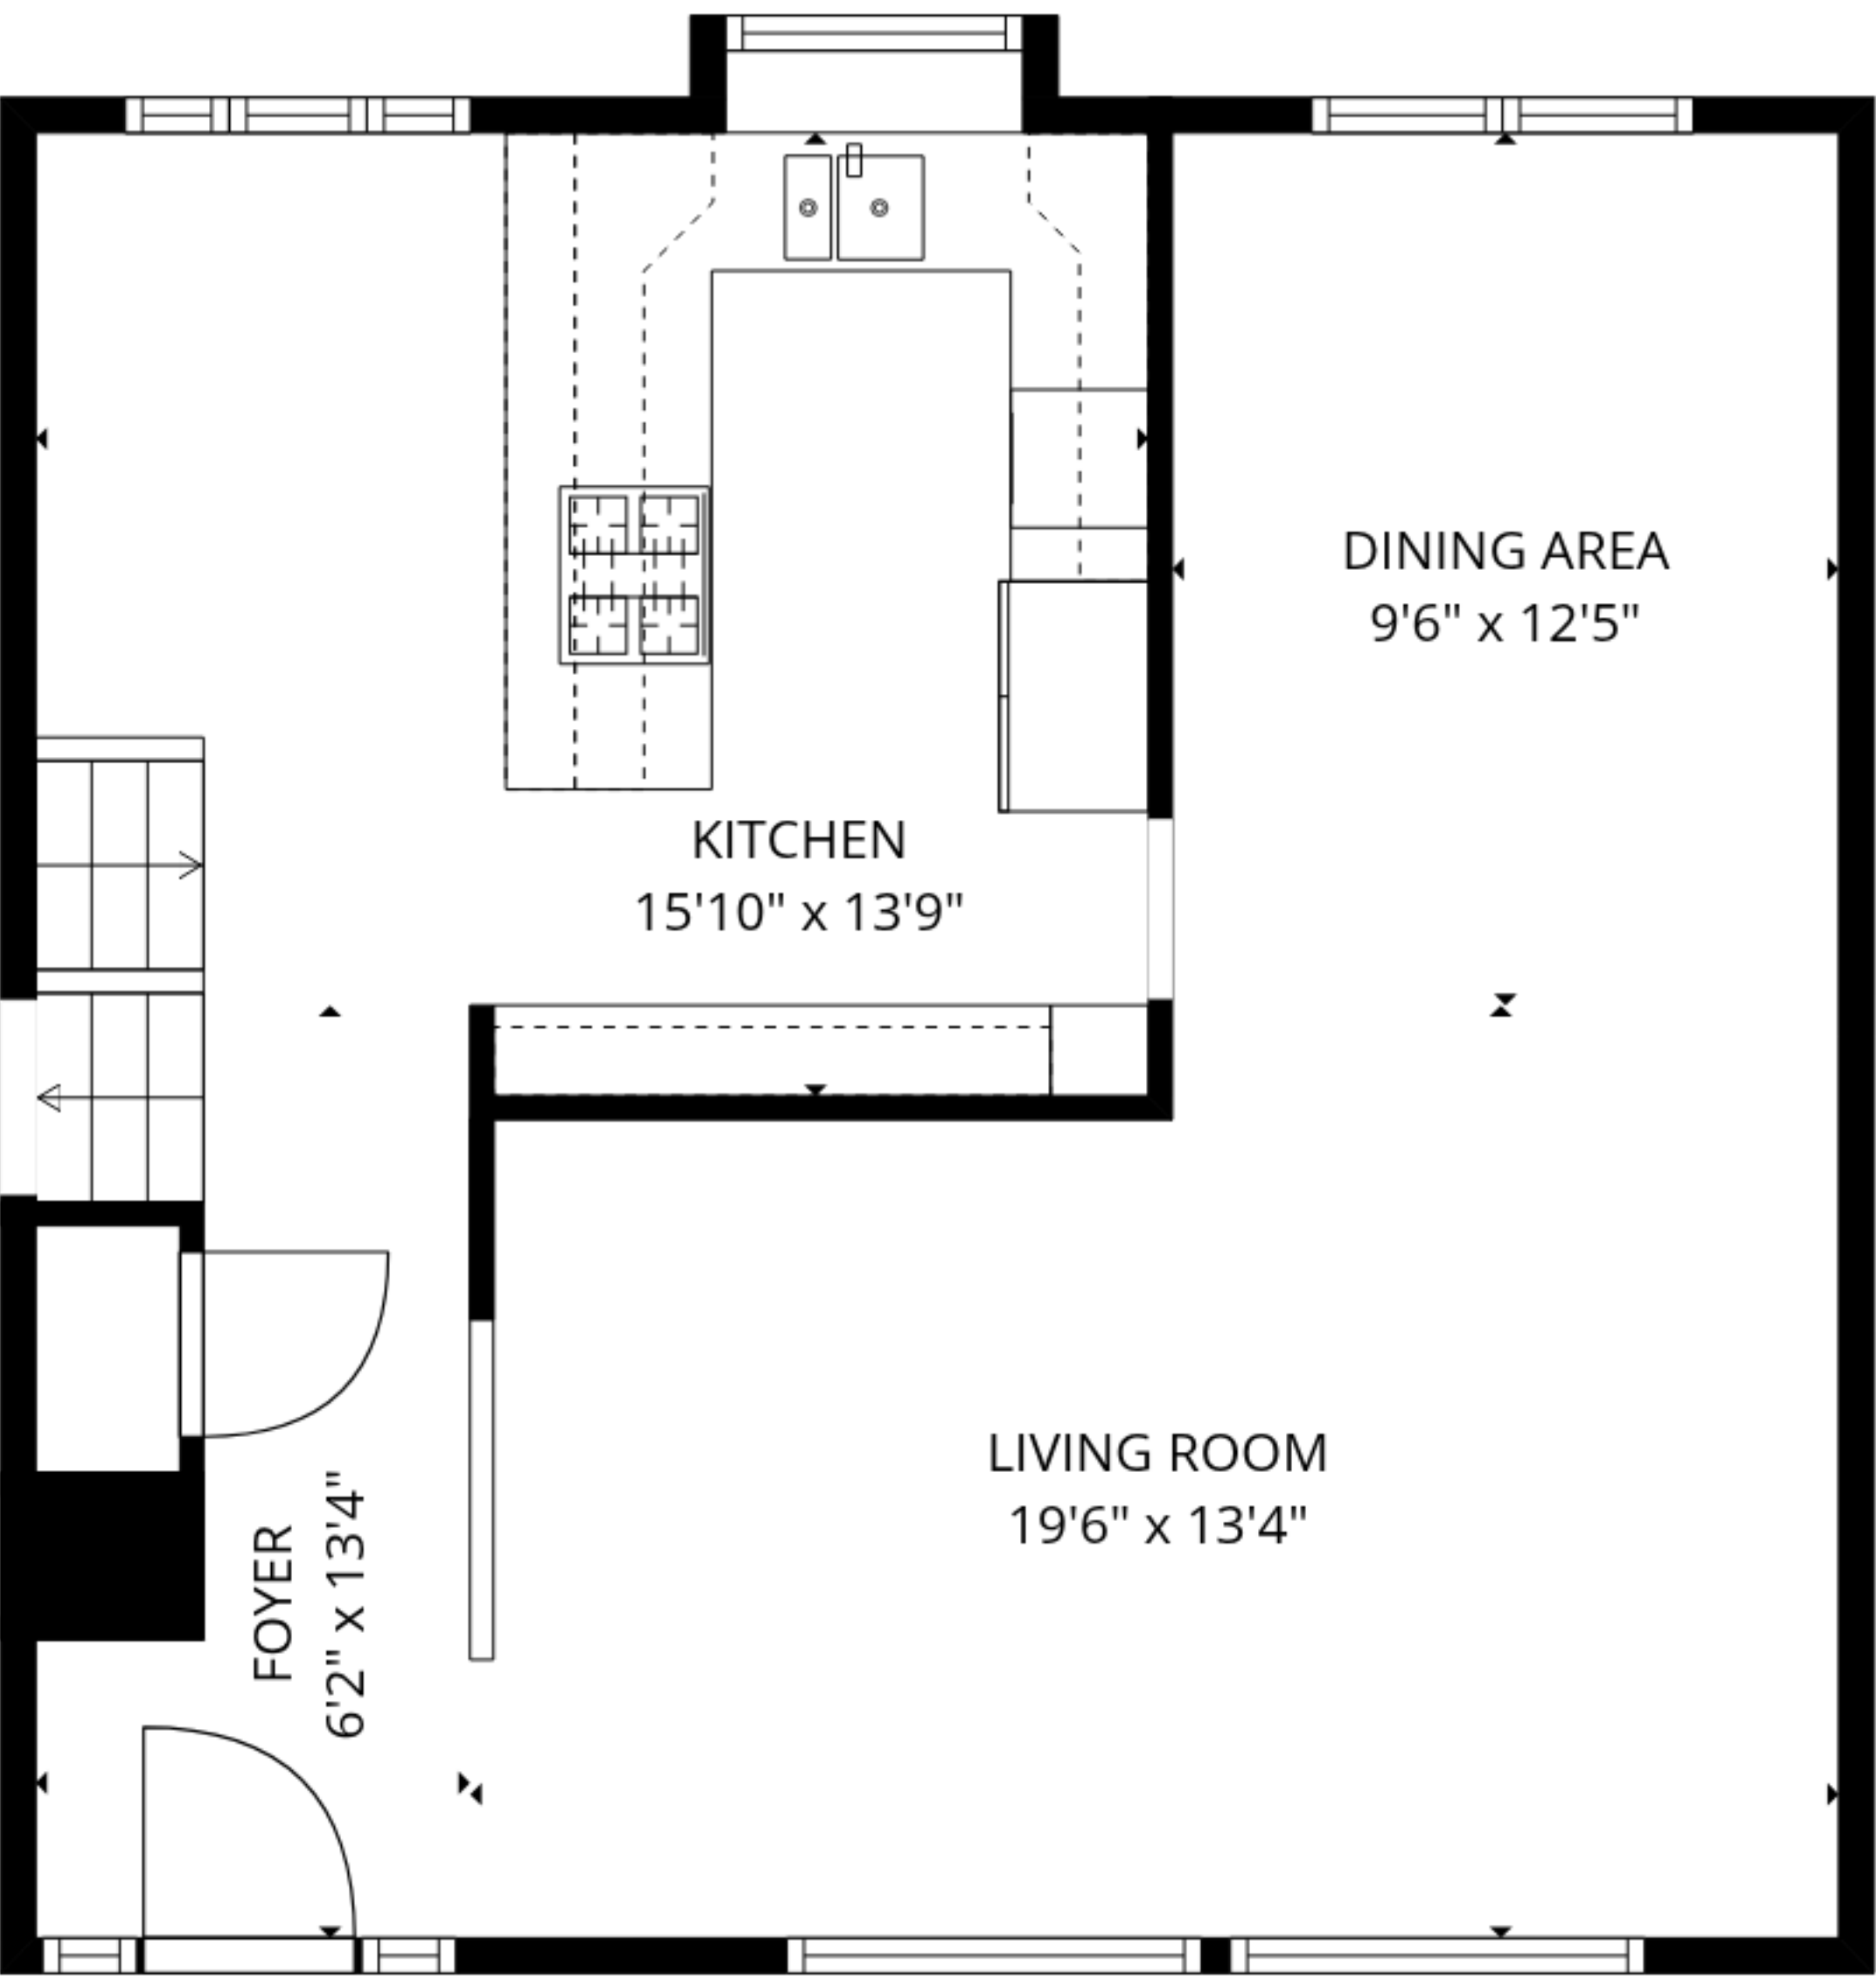 DINING AREA
9'6" x 12'5"
KITCHEN
15'10" x 13'9"
LIVING ROOM
19'6" x 13'4"
FOYER
6'2" x 13'4"